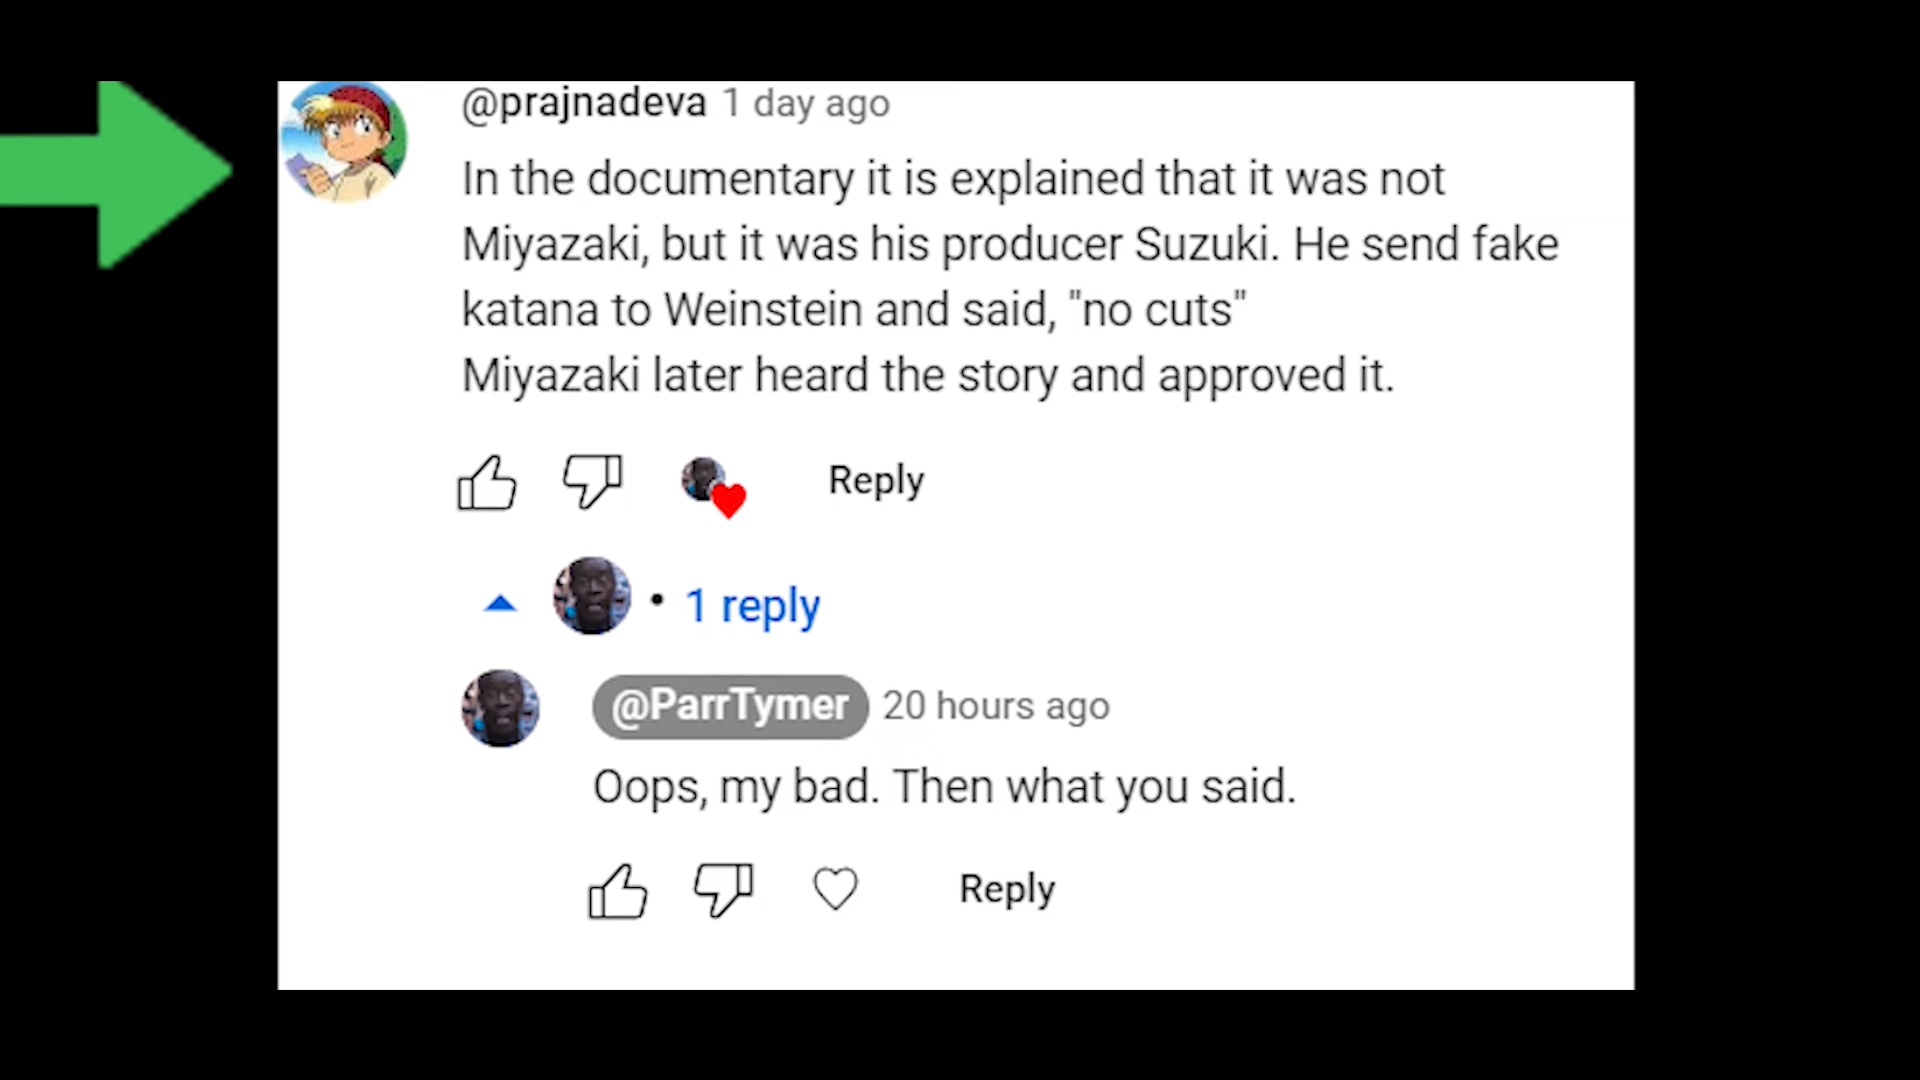 @prajnadeva 1 day ago
In the documentary it is explained that it was not
Miyazaki, but it was his producer Suzuki. He send fake
katana to Weinstein and said, "no cuts"
Miyazaki later heard the story and approved it.
Reply
1 reply
@ParrTymer 20 hours ago
Oops, my bad. Then what you said.
Reply